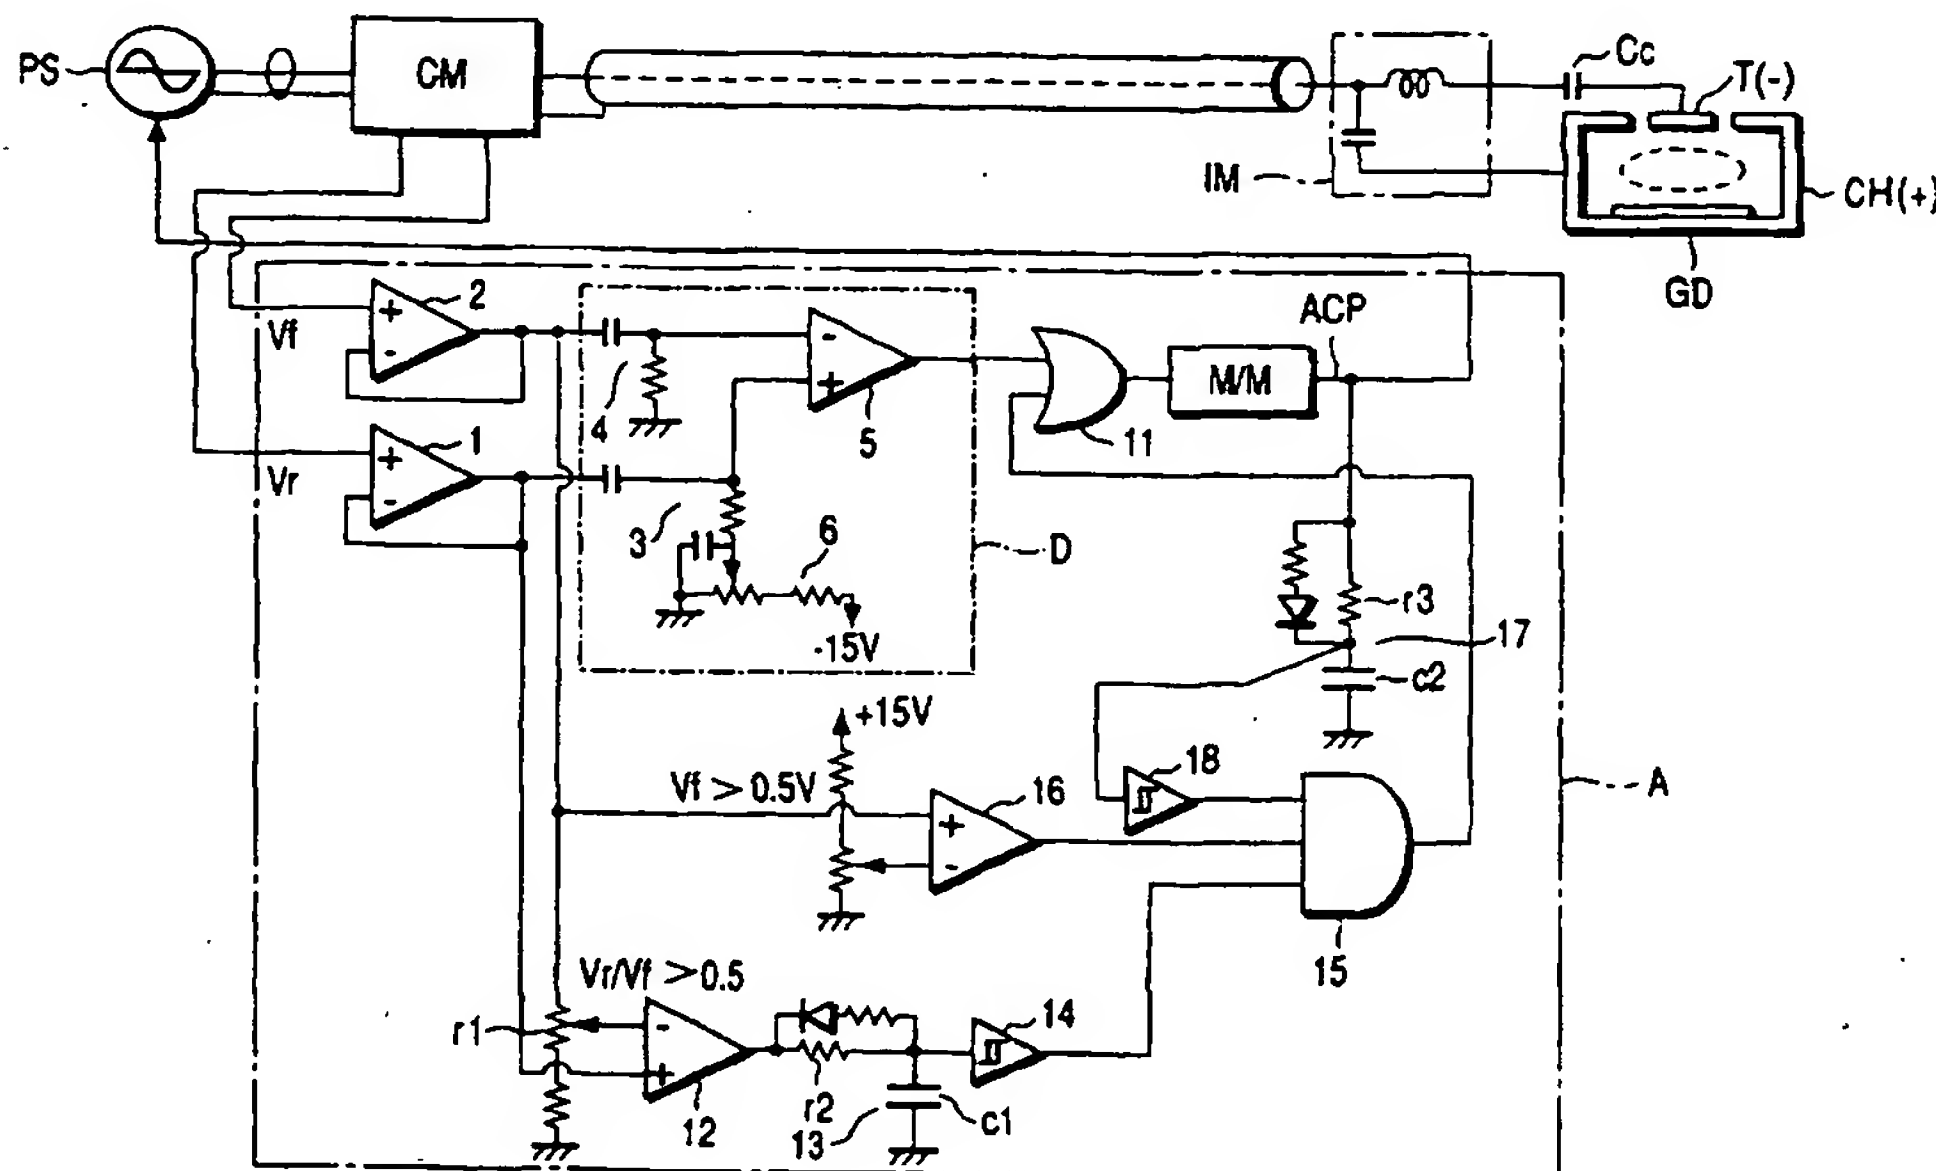 PS
CM
Cc
T(-)
IM
CH(+)
GD
2
+
-
Vf
ACP
-
+
M/M
4
5
11
1
+
-
Vr
3
6
D
-15V
r3
17
c2
+15V
18
Vf > 0.5V
16
+
-
A
15
Vr/Vf >0.5
r1
-
+
14
12
r2
13
c1